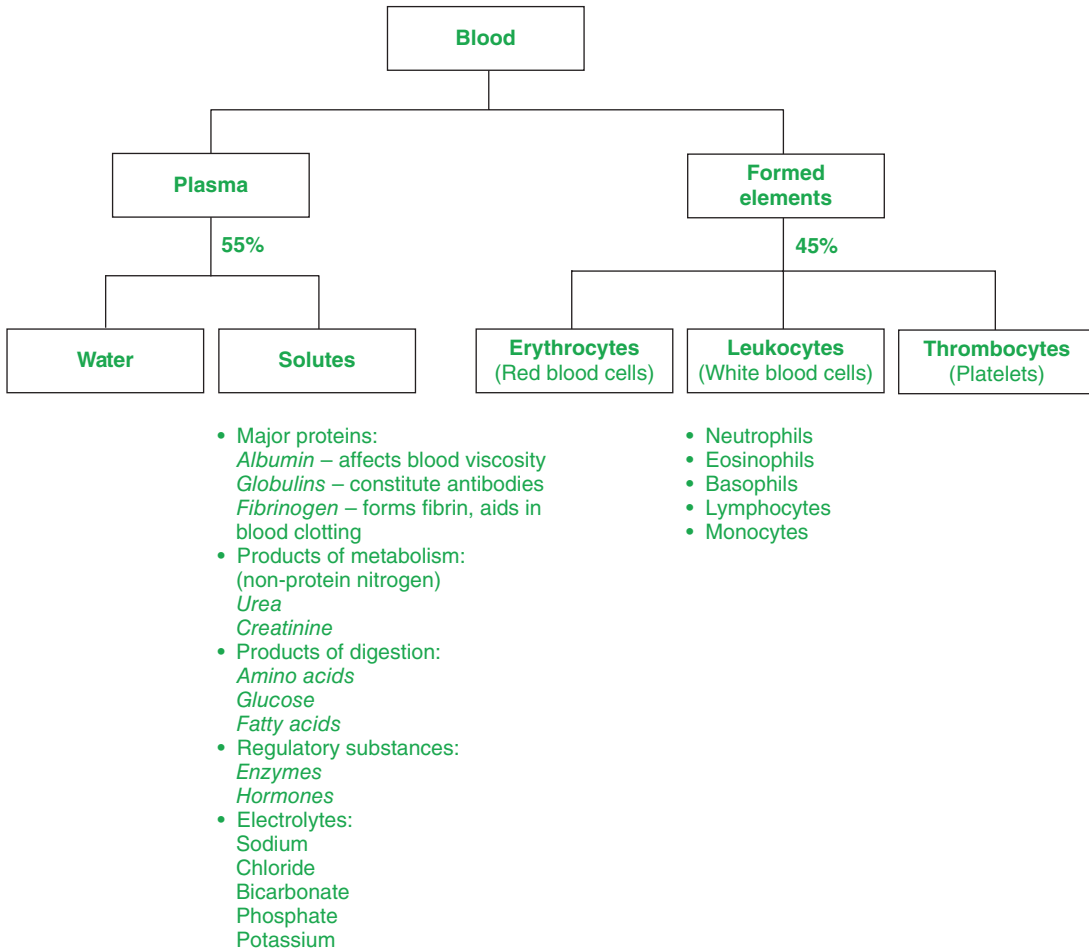 Blood
Plasma
Formed
elements
55%
45%
Water
Solutes
Erythrocytes
(Red blood cells)
Leukocytes
(White blood cells)
Thrombocytes
(Platelets)
• Major proteins:
Albumin – affects blood viscosity
Globulins – constitute antibodies
Fibrinogen – forms fibrin, aids in
blood clotting
• Products of metabolism:
(non-protein nitrogen)
Urea
Creatinine
• Products of digestion:
Amino acids
Glucose
Fatty acids
• Regulatory substances:
Enzymes
Hormones
• Electrolytes:
Sodium
Chloride
Bicarbonate
Phosphate
Potassium
• Neutrophils
• Eosinophils
• Basophils
• Lymphocytes
• Monocytes